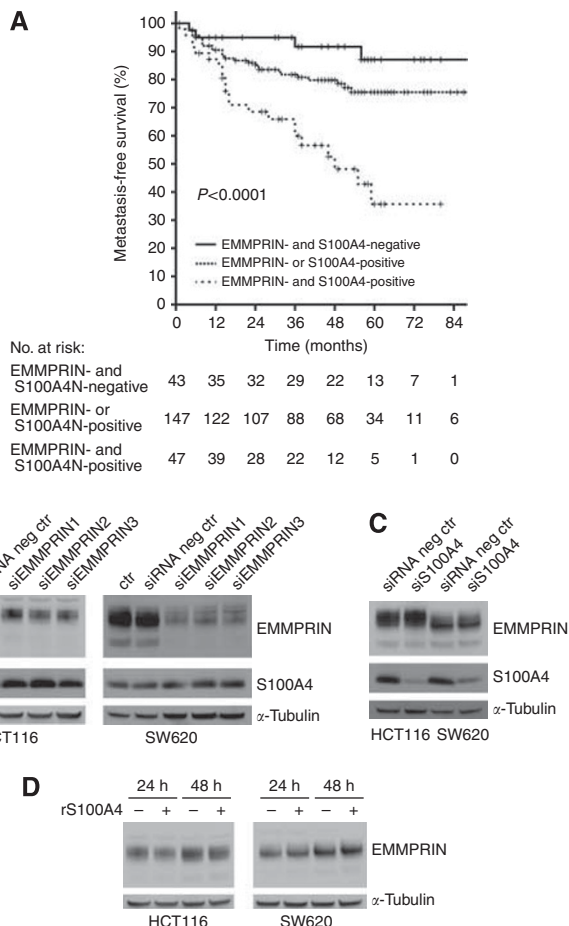 A
Metastasis-free survival (%)
100
90
80
70
60
50
40
30
20
10
0
P<0.0001
EMMPRIN- and S100A4-negative
EMMPRIN- or S100A4-positive
EMMPRIN- and S100A4-positive
0 12 24 36 48 60 72 84
Time (months)
No. at risk:
EMMPRIN- and
S100A4N-negative
43 35 32 29 22 13 7 1
EMMPRIN- or
S100A4N-positive
147 122 107 88 68 34 11 6
EMMPRIN- and
S100A4N-positive
47 39 28 22 12 5 1 0
NA neg ctr
siEMMPRIN1
siEMMPRIN2
siEMMPRIN3
ctr
siRNA neg ctr
siEMMPRIN1
siEMMPRIN2
siEMMPRIN3
EMMPRIN
S100A4
α-Tubulin
CT116
SW620
C
siRNA neg ctr
siS100A4
siRNA neg ctr
siS100A4
EMMPRIN
S100A4
α-Tubulin
HCT116 SW620
D
24 h 48 h 24 h 48 h
rS100A4 – + – + – + – +
EMMPRIN
α-Tubulin
HCT116 SW620